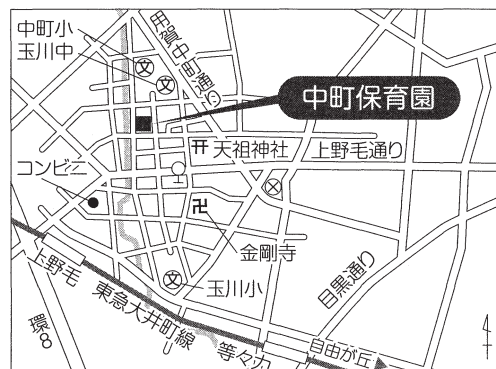 中町小
玉川中
用賀中町通り
中町保育園
天祖神社
上野毛通り
コンビニ
金剛寺
玉川小
目黒通り
上野毛
東急大井町線
等々力
自由が丘
環8